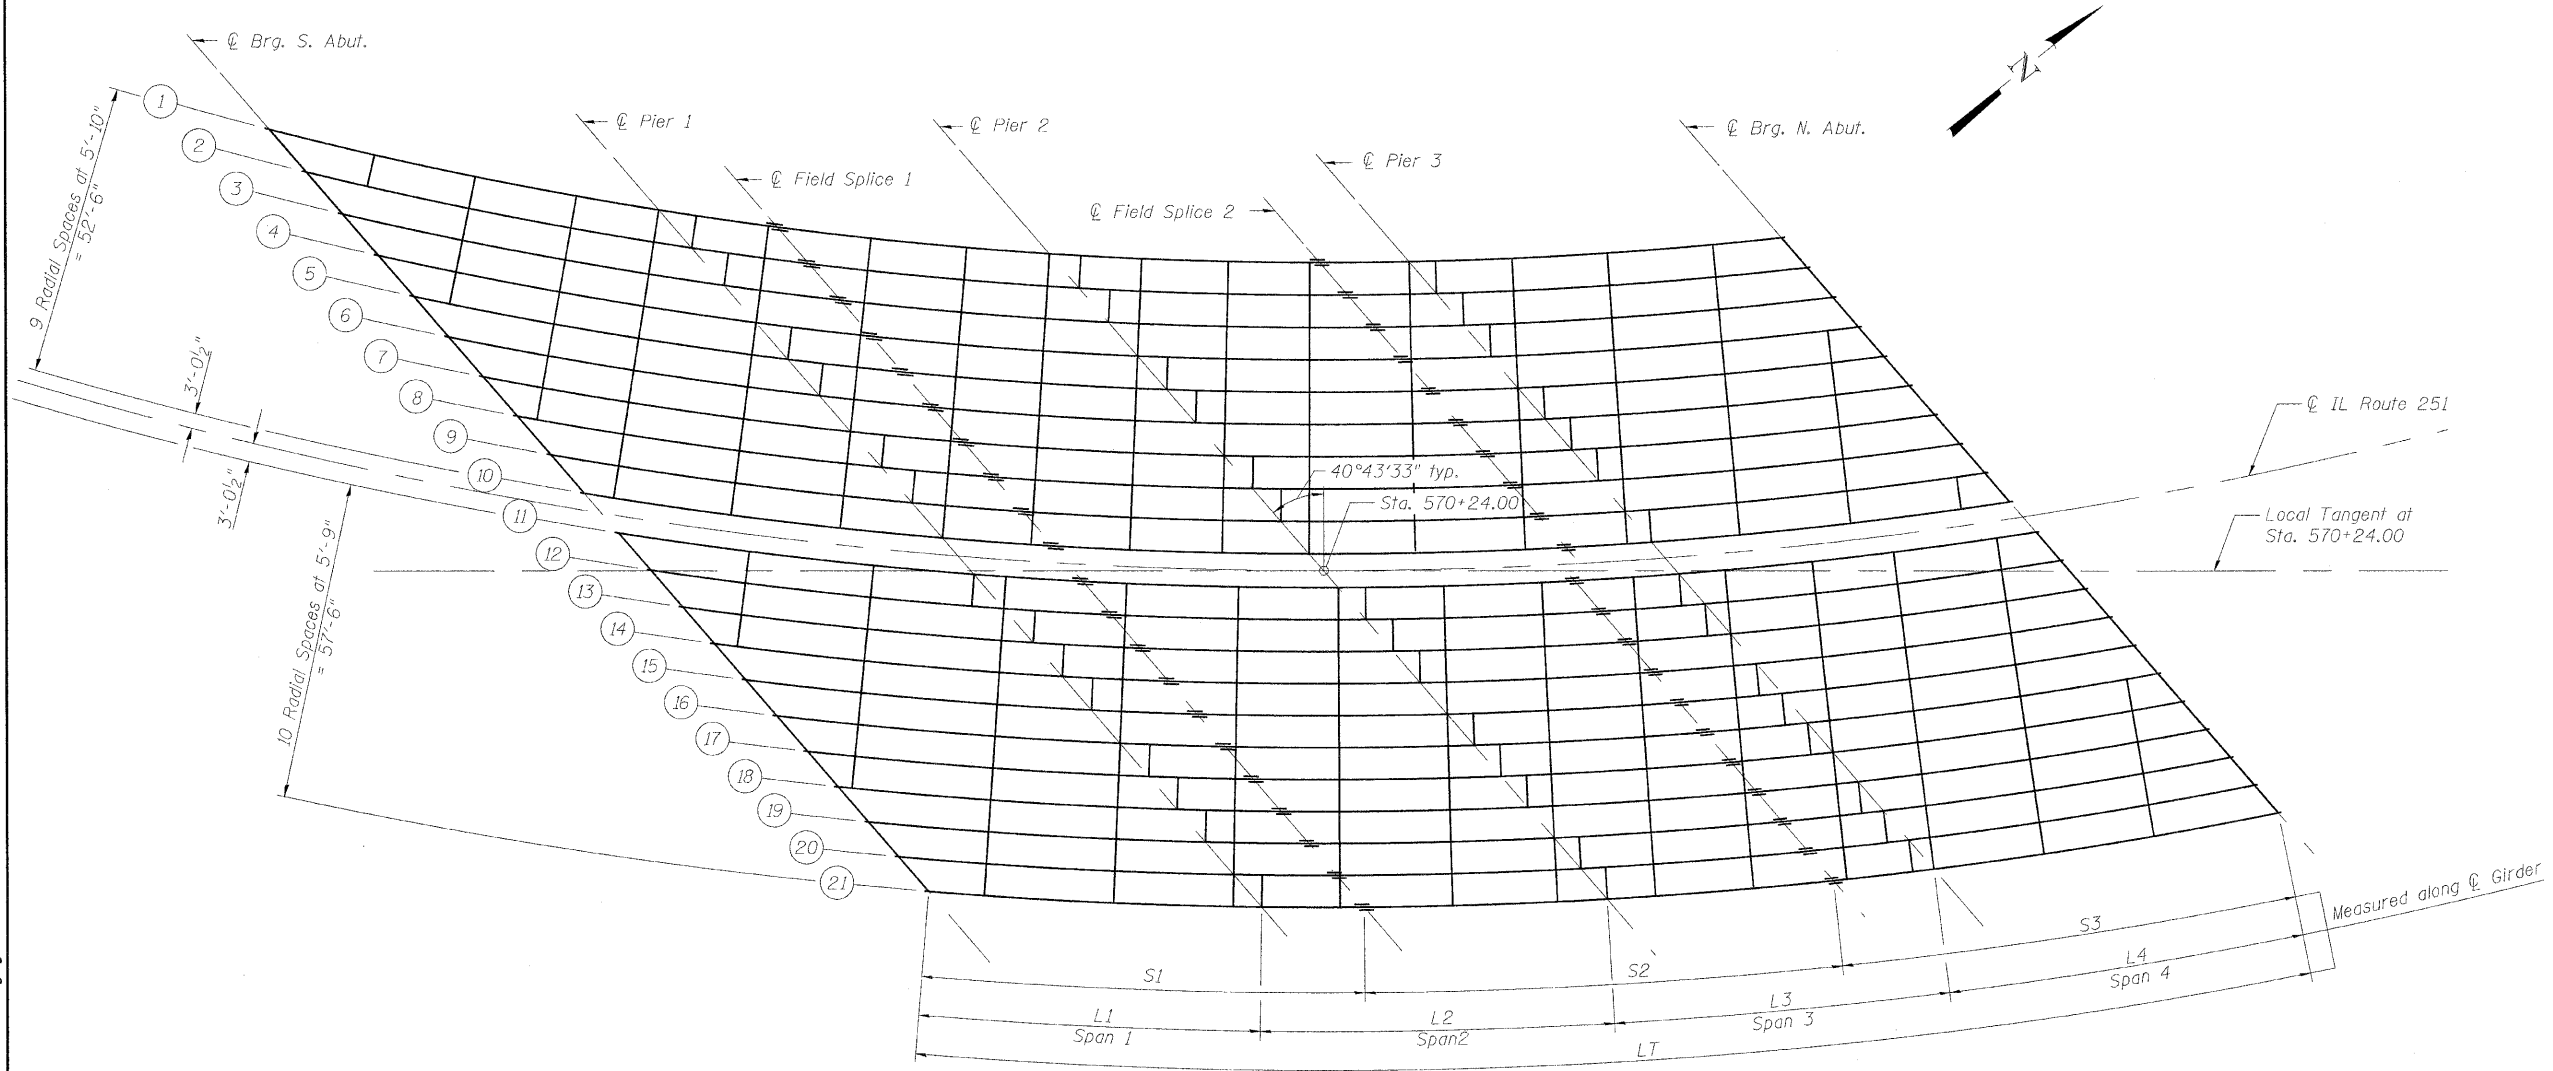 ℄ Brg. S. Abut.
℄ Pier 1
℄ Field Splice 1
℄ Pier 2
℄ Field Splice 2
℄ Pier 3
℄ Brg. N. Abut.
N
1
2
3
4
5
6
7
8
9
10
11
12
13
14
15
16
17
18
19
20
21
9 Radial Spaces at 5'-10"
= 52'-6"
3'-0½"
3'-0½"
10 Radial Spaces at 5'-9"
= 57'-6"
40°43'33" typ.
Sta. 570+24.00
℄ IL Route 251
Local Tangent at
Sta. 570+24.00
S1
S2
S3
Measured along ℄ Girder
L1
Span 1
L2
Span2
L3
Span 3
L4
Span 4
LT